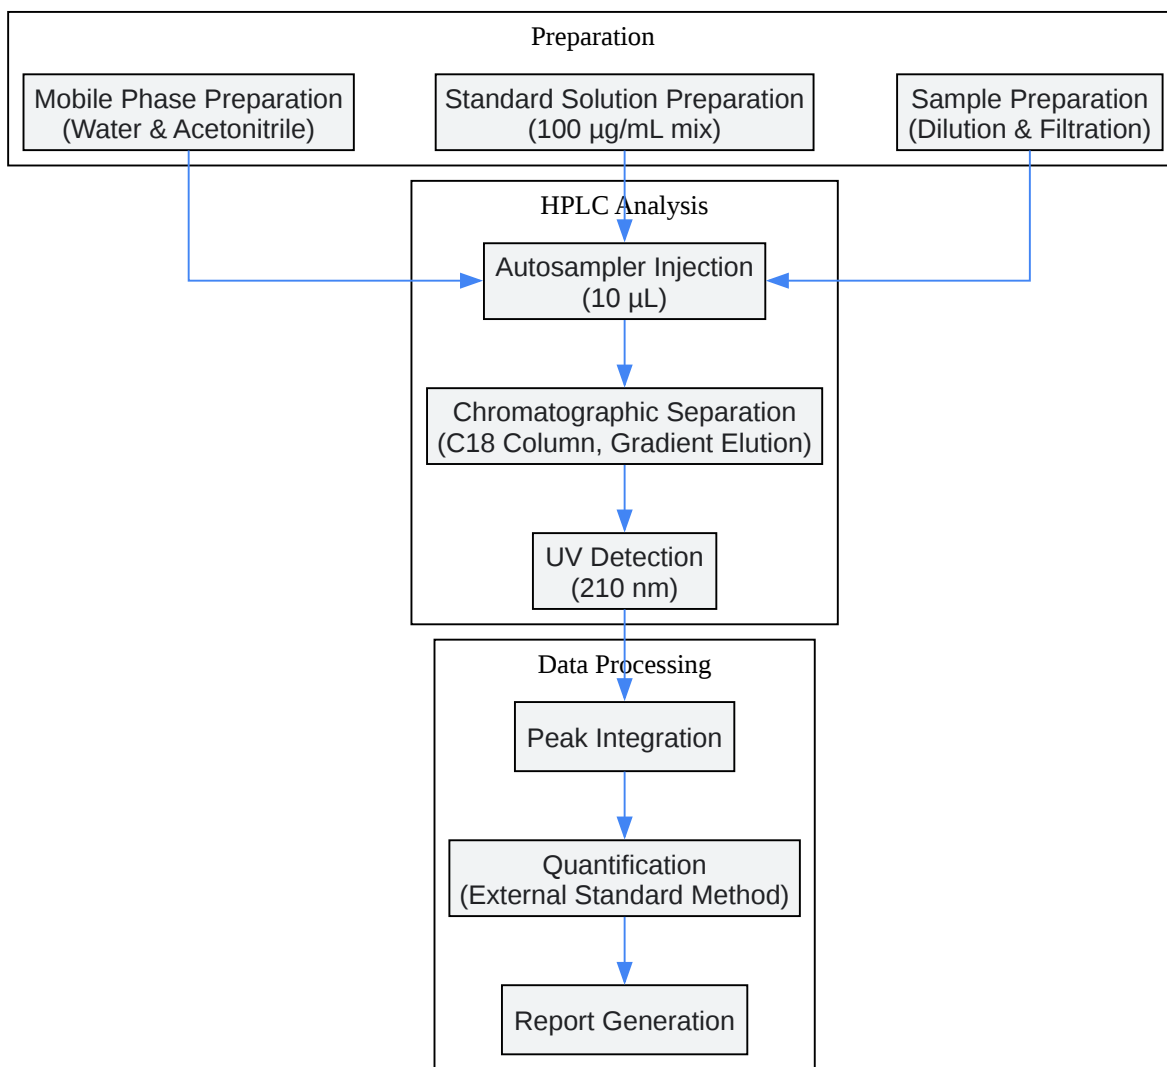 Preparation
Mobile Phase Preparation
(Water & Acetonitrile)
Standard Solution Preparation
(100 µg/mL mix)
Sample Preparation
(Dilution & Filtration)
HPLC Analysis
Autosampler Injection
(10 µL)
Chromatographic Separation
(C18 Column, Gradient Elution)
UV Detection
(210 nm)
Data Processing
Peak Integration
Quantification
(External Standard Method)
Report Generation